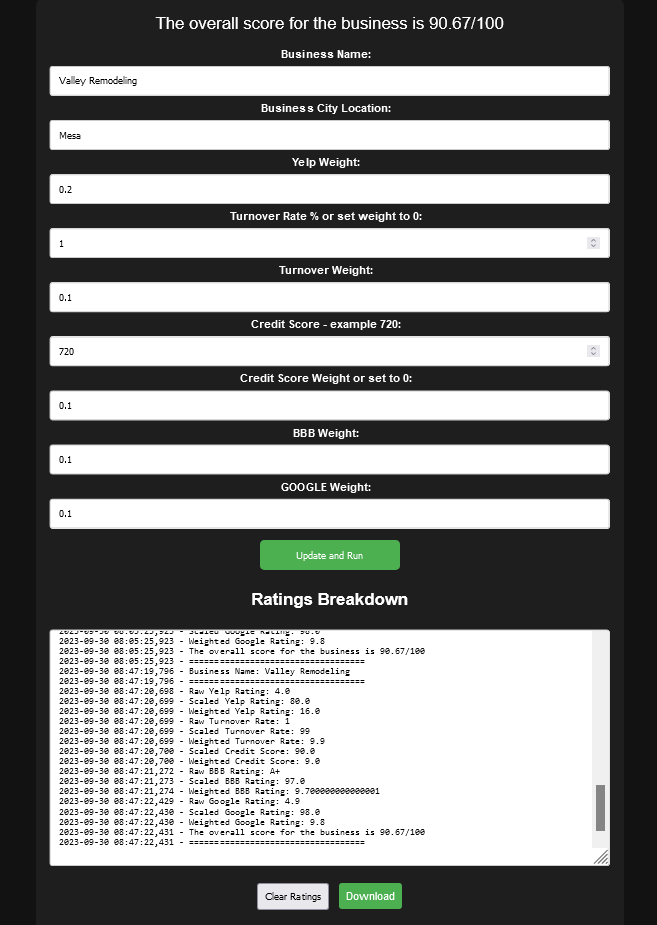 The overall score for the business is 90.67/100
Business Name:
Valley Remodeling
Business City Location:
Mesa
Yelp Weight:
0.2
Turnover Rate % or set weight to 0:
1
Turnover Weight:
0.1
Credit Score - example 720:
720
Credit Score Weight or set to 0:
0.1
BBB Weight:
0.1
GOOGLE Weight:
0.1
Update and Run
Ratings Breakdown
2023-09-30 08:05:25,923 - Scaled Google Rating: 98.0
2023-09-30 08:05:25,923 - Weighted Google Rating: 9.8
2023-09-30 08:05:25,923 - The overall score for the business is 90.67/100
2023-09-30 08:05:25,923 - ===================================
2023-09-30 08:47:19,796 - Business Name: Valley Remodeling
2023-09-30 08:47:19,796 - ===================================
2023-09-30 08:47:20,698 - Raw Yelp Rating: 4.0
2023-09-30 08:47:20,699 - Scaled Yelp Rating: 80.0
2023-09-30 08:47:20,699 - Weighted Yelp Rating: 16.0
2023-09-30 08:47:20,699 - Raw Turnover Rate: 1
2023-09-30 08:47:20,699 - Scaled Turnover Rate: 99
2023-09-30 08:47:20,699 - Weighted Turnover Rate: 9.9
2023-09-30 08:47:20,700 - Scaled Credit Score: 90.0
2023-09-30 08:47:20,700 - Weighted Credit Score: 9.0
2023-09-30 08:47:21,272 - Raw BBB Rating: A+
2023-09-30 08:47:21,273 - Scaled BBB Rating: 97.0
2023-09-30 08:47:21,274 - Weighted BBB Rating: 9.700000000000001
2023-09-30 08:47:22,429 - Raw Google Rating: 4.9
2023-09-30 08:47:22,430 - Scaled Google Rating: 98.0
2023-09-30 08:47:22,430 - Weighted Google Rating: 9.8
2023-09-30 08:47:22,431 - The overall score for the business is 90.67/100
2023-09-30 08:47:22,431 - ===================================
Clear Ratings
Download